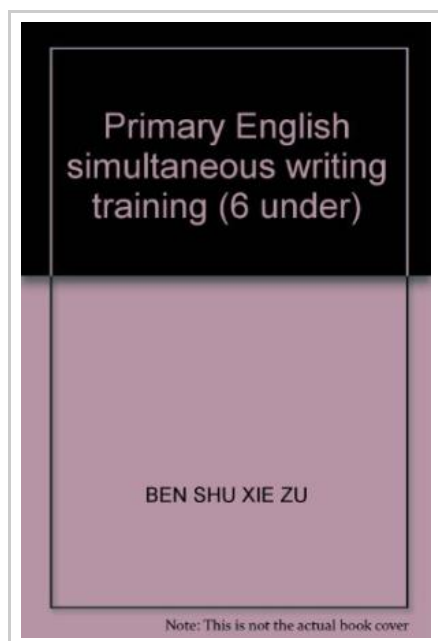 Primary English
simultaneous writing
training (6 under)
BEN SHU XIE ZU
Note: This is not the actual book cover